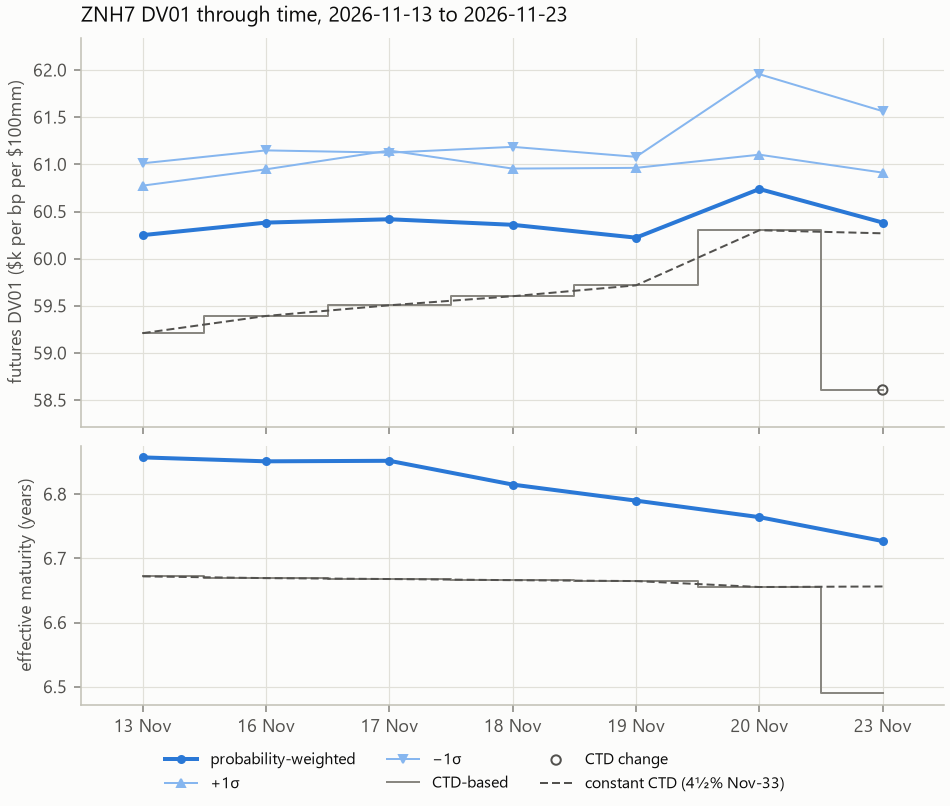 ZNH7 DV01 through time, 2026-11-13 to 2026-11-23
futures DV01 ($k per bp per $100mm)
62.0
61.5
61.0
60.5
60.0
59.5
59.0
58.5
effective maturity (years)
6.8
6.7
6.6
6.5
13 Nov
16 Nov
17 Nov
18 Nov
19 Nov
20 Nov
23 Nov
probability-weighted
+1σ
−1σ
CTD-based
CTD change
constant CTD (4½% Nov-33)